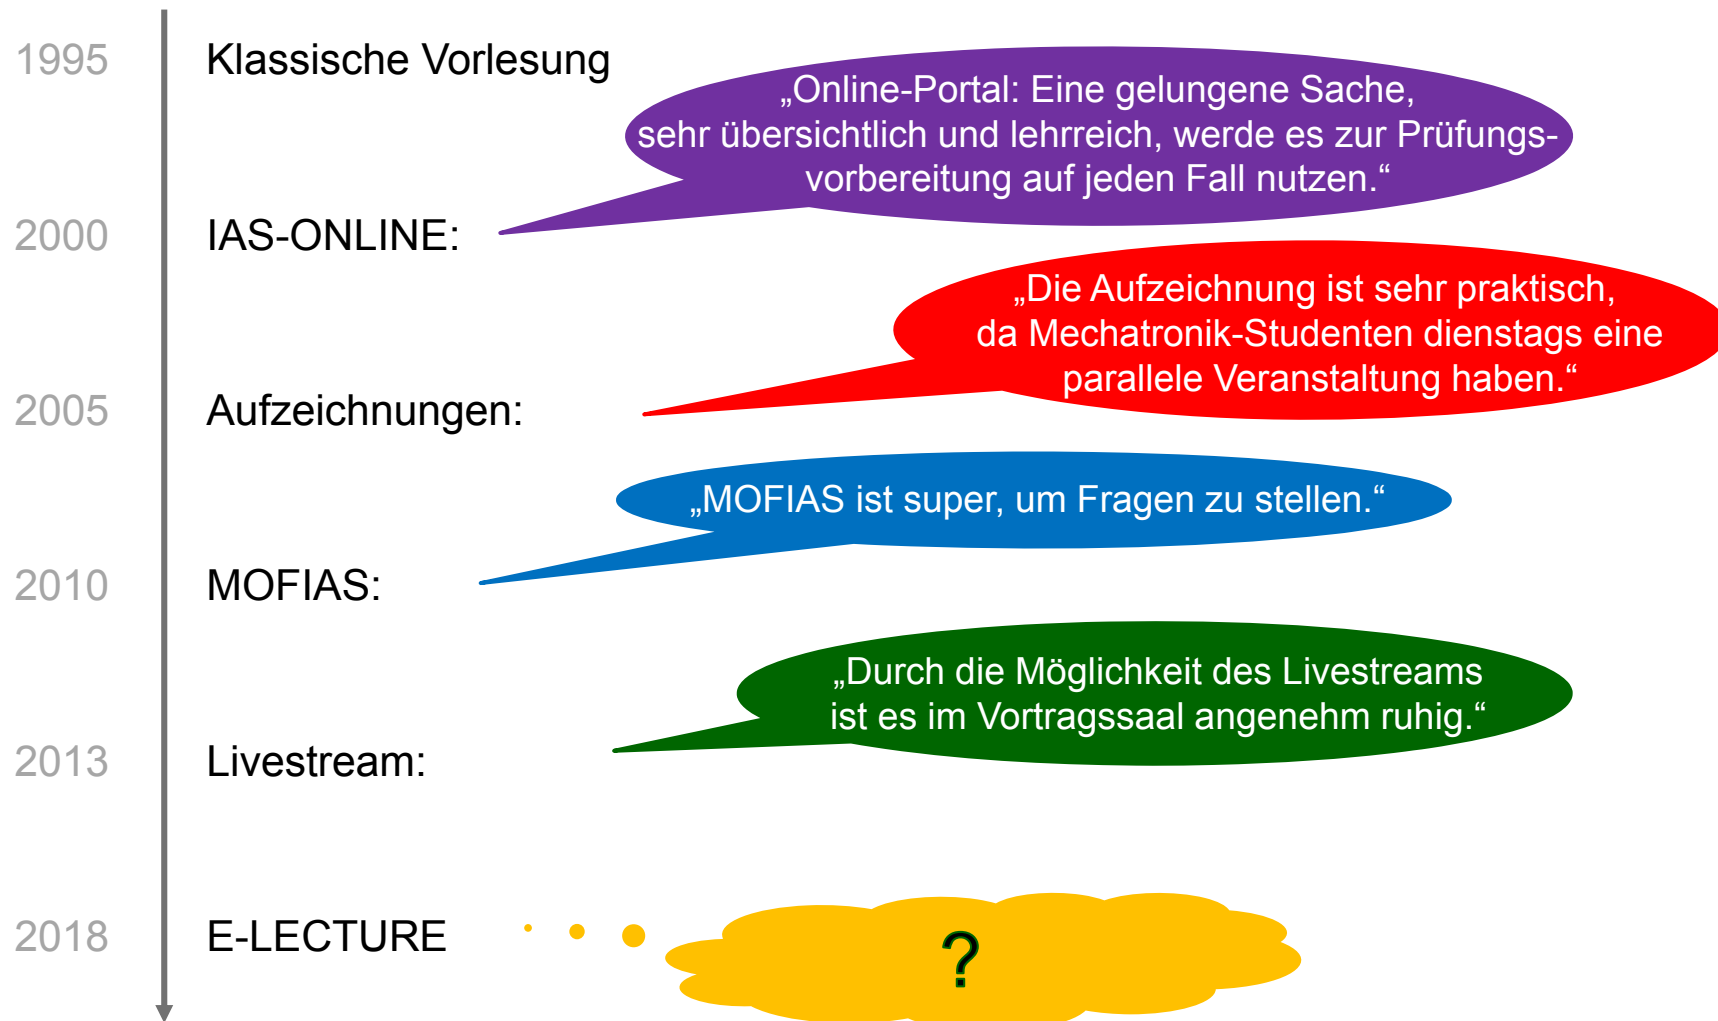 1995 Klassische Vorlesung
„Online-Portal: Eine gelungene Sache,
sehr übersichtlich und lehrreich, werde es zur Prüfungs-
vorbereitung auf jeden Fall nutzen.“
2000 IAS-ONLINE:
„Die Aufzeichnung ist sehr praktisch,
da Mechatronik-Studenten dienstags eine
parallele Veranstaltung haben.“
2005 Aufzeichnungen:
„MOFIAS ist super, um Fragen zu stellen.“
2010 MOFIAS:
„Durch die Möglichkeit des Livestreams
ist es im Vortragssaal angenehm ruhig.“
2013 Livestream:
2018 E-LECTURE
?